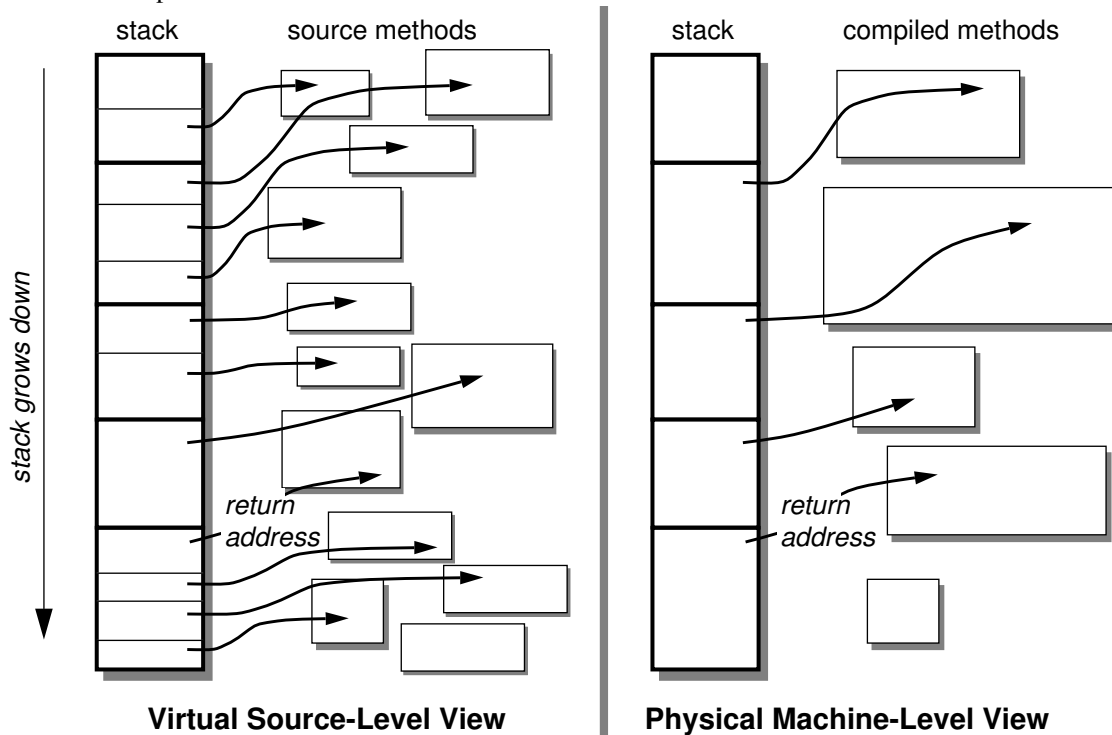 stack
source methods
stack
compiled methods
stack grows down
return
address
return
address
Virtual Source-Level View
Physical Machine-Level View